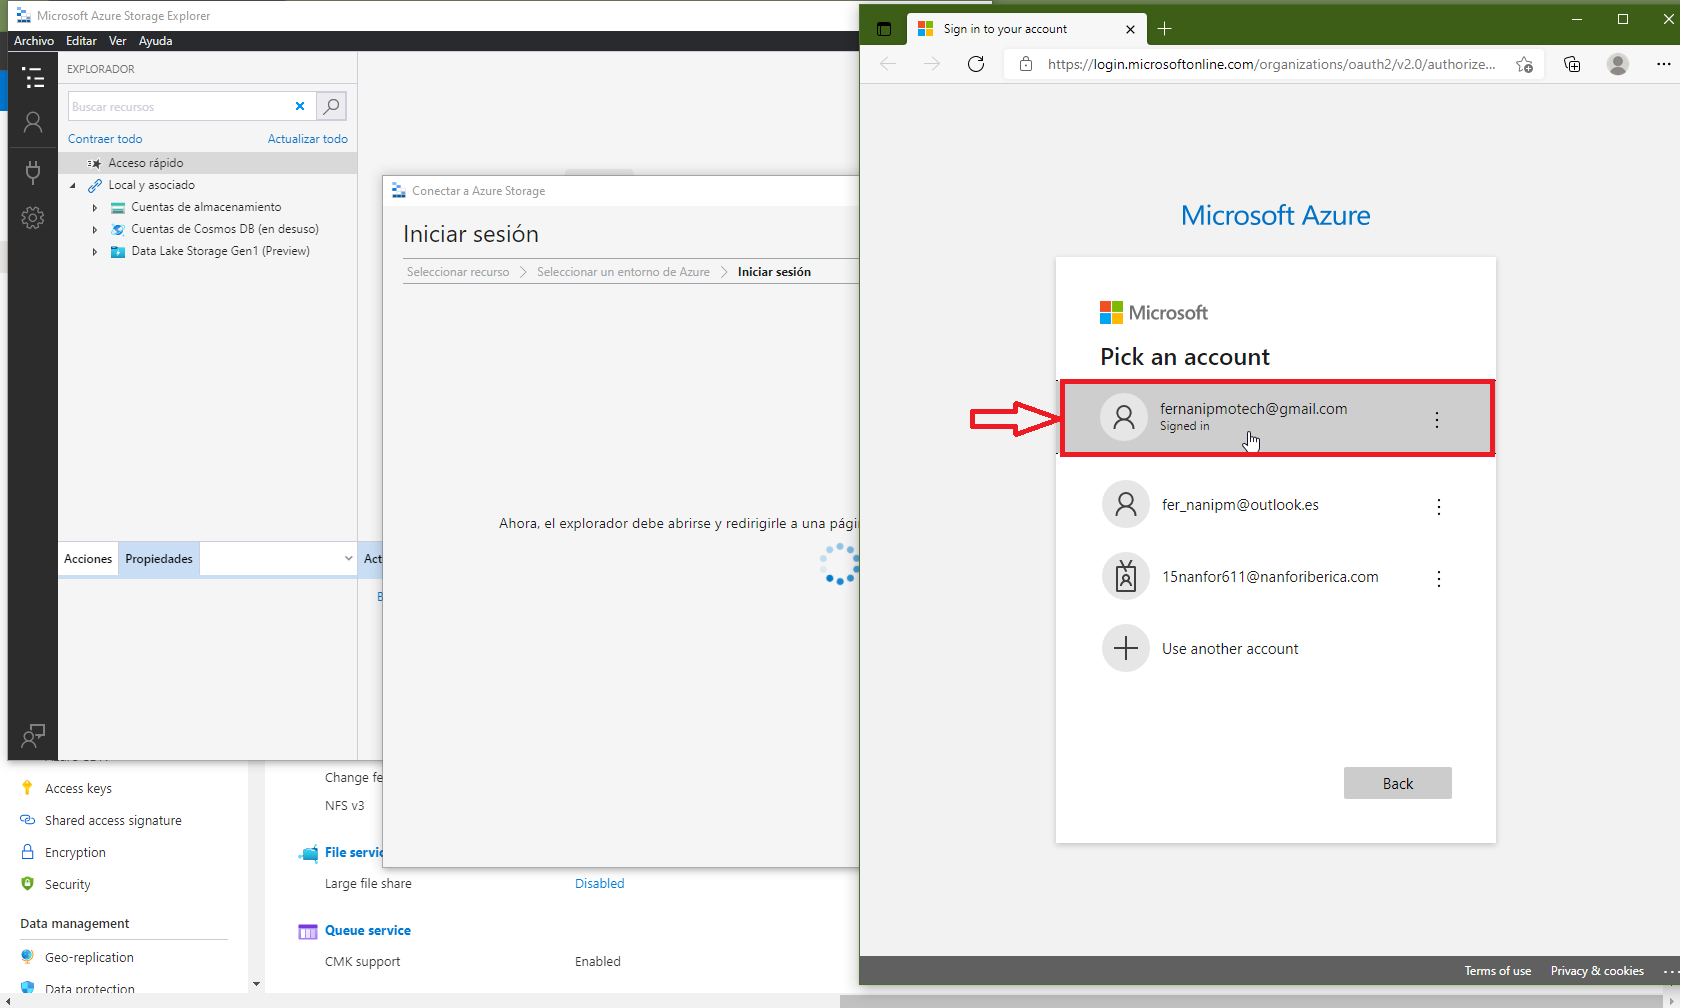 Microsoft Azure Storage Explorer
Archivo Editar Ver Ayuda
EXPLORADOR
Buscar recursos
Contraer todo Actualizar todo
Acceso rápido
Local y asociado
Cuentas de almacenamiento
Cuentas de Cosmos DB (en desuso)
Data Lake Storage Gen1 (Preview)
Acciones Propiedades
Act
B
Conectar a Azure Storage
Iniciar sesión
Seleccionar recurso Seleccionar un entorno de Azure Iniciar sesión
Ahora, el explorador debe abrirse y redirigirle a una págin
Access keys
Shared access signature
Encryption
Security
Data management
Geo-replication
Data protection
Change fe
NFS v3
File servic
Large file share Disabled
Queue service
CMK support Enabled
Sign in to your account
https://login.microsoftonline.com/organizations/oauth2/v2.0/authorize...
Microsoft Azure
Microsoft
Pick an account
fernanipmotech@gmail.com
Signed in
fer_nanipm@outlook.es
15nanfor611@nanforiberica.com
Use another account
Back
Terms of use Privacy & cookies ...